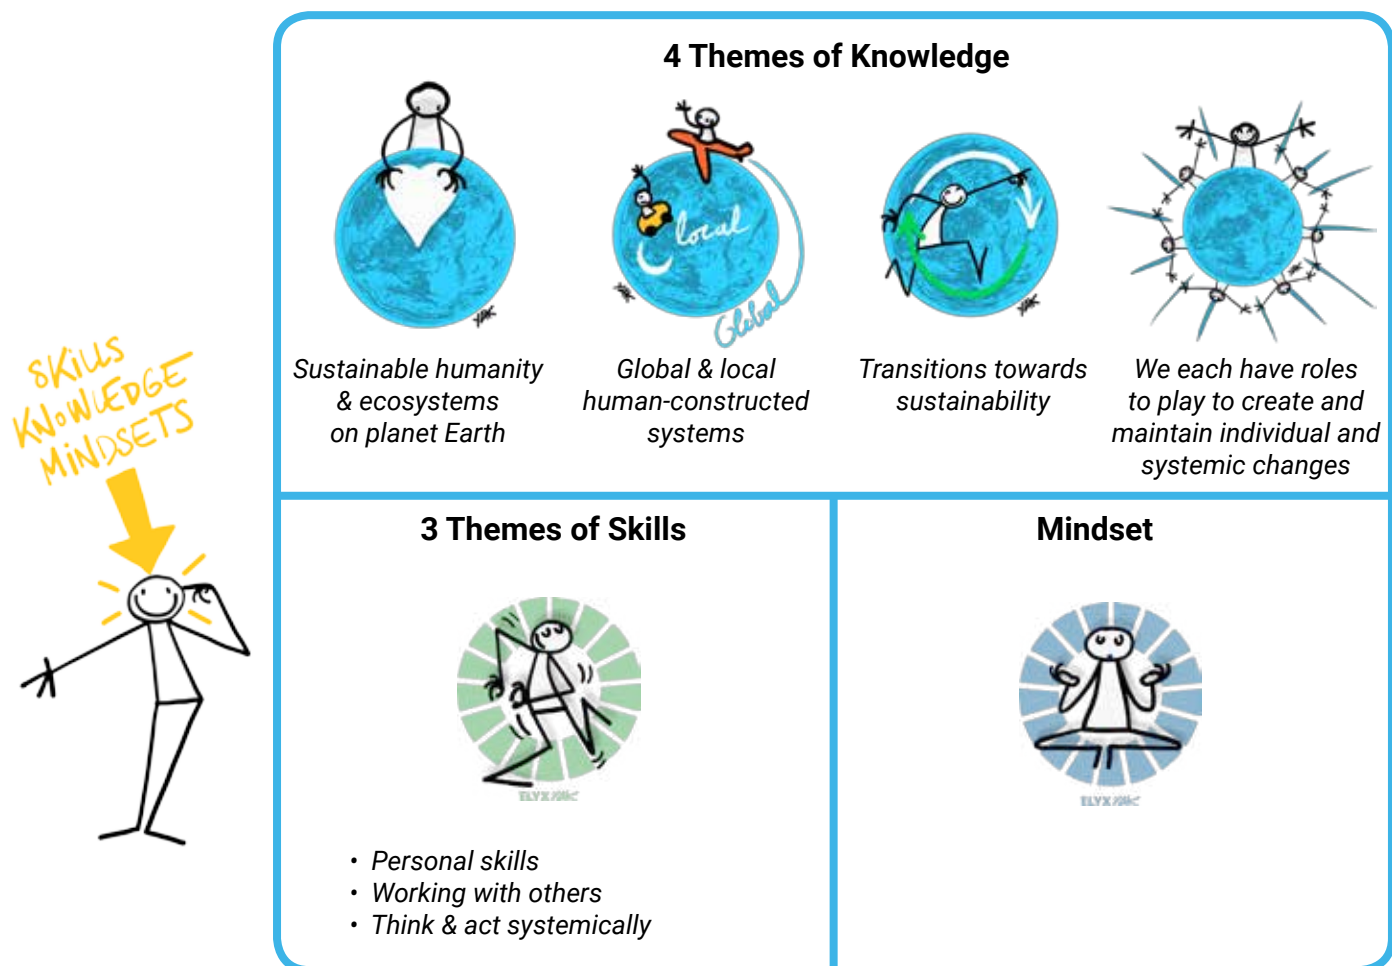 4 Themes of Knowledge
local
Global
Sustainable humanity
& ecosystems
on planet Earth
Global & local
human-constructed
systems
Transitions towards
sustainability
We each have roles
to play to create and
maintain individual and
systemic changes
SKiLLS
KNOWLEDGE
MiNDSETS
3 Themes of Skills
ELYX
• Personal skills
• Working with others
• Think & act systemically
Mindset
ELYX